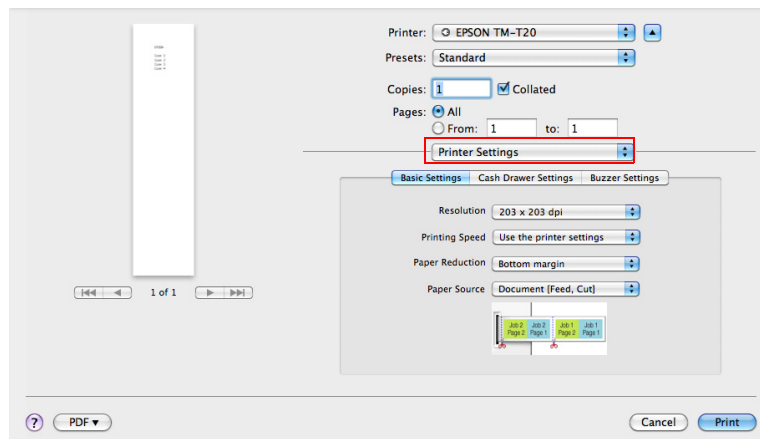 Printer: EPSON TM-T20
Presets: Standard
Copies: 1 Collated
Pages: All
From: 1 to: 1
Printer Settings
Basic Settings Cash Drawer Settings Buzzer Settings
Resolution 203 x 203 dpi
Printing Speed Use the printer settings
Paper Reduction Bottom margin
Paper Source Document [Feed, Cut]
Job 2 Job 2 Job 1 Job 1
Page 2 Page 1 Page 2 Page 1
1 of 1
? PDF▼ Cancel Print